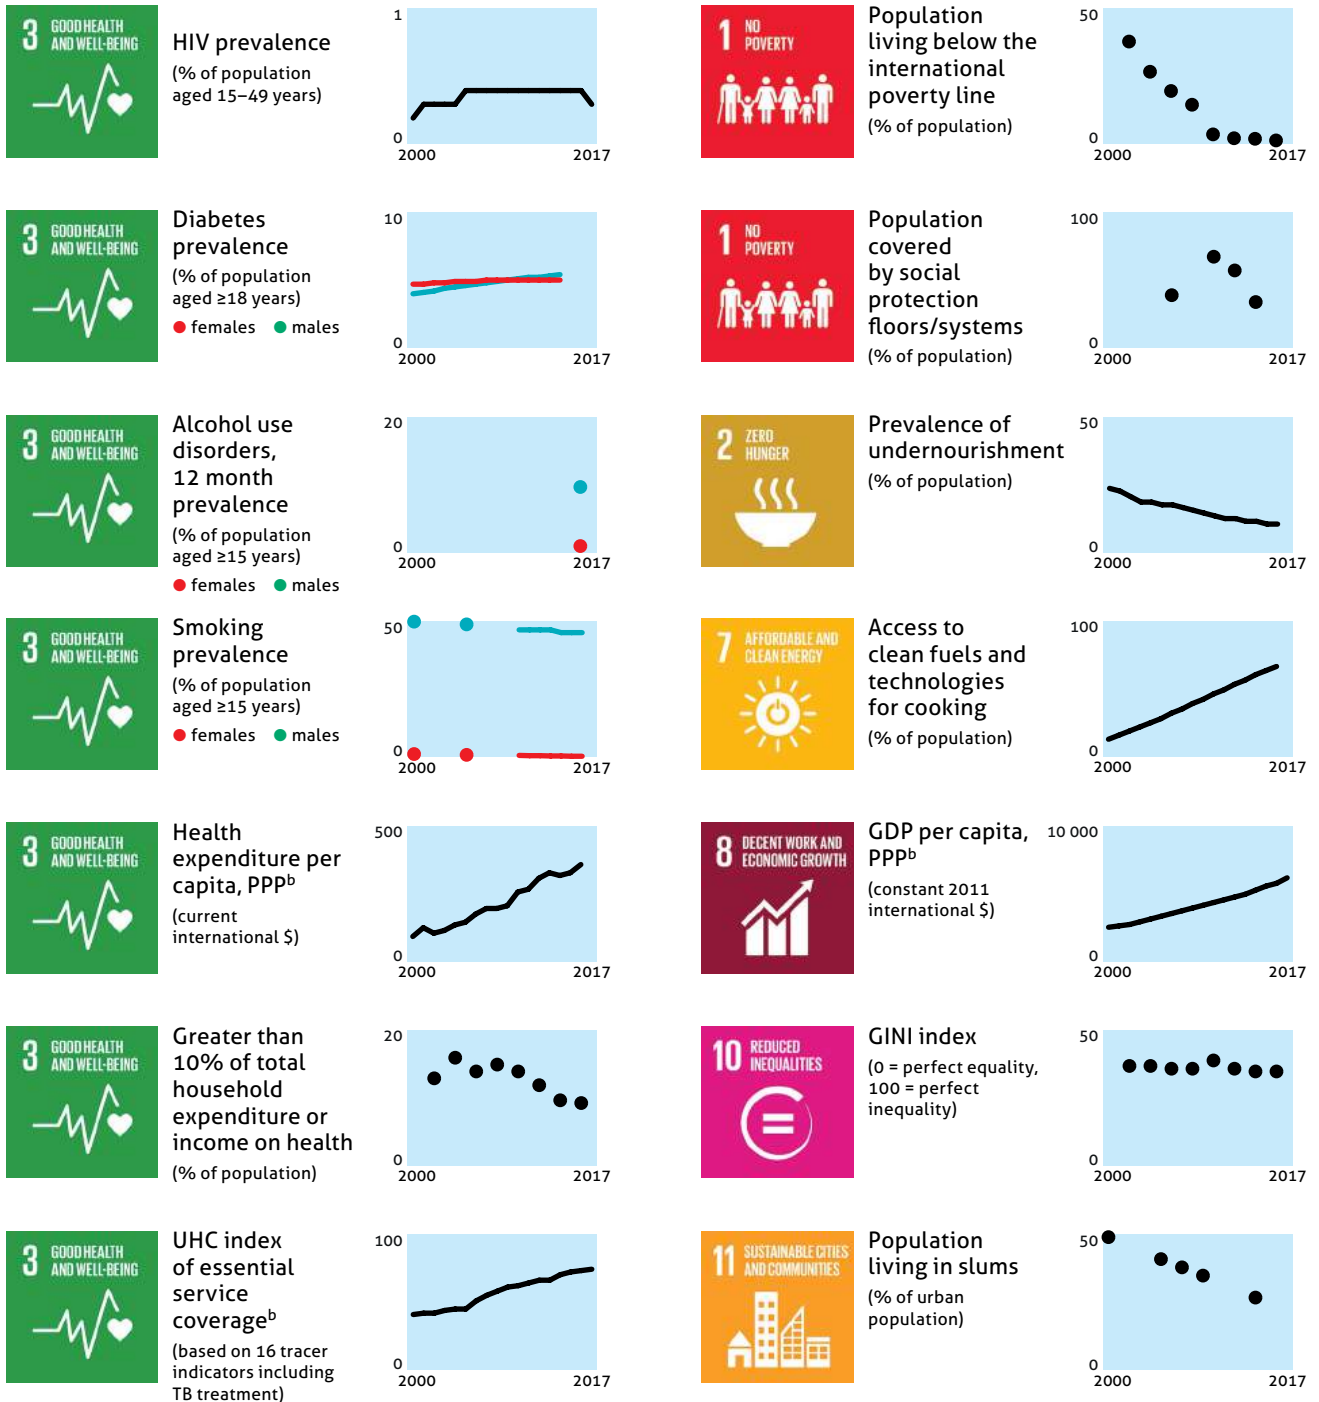 3 GOOD HEALTH
AND WELL-BEING
HIV prevalence
(% of population
aged 15–49 years)
1
0
2000 2017
3 GOOD HEALTH
AND WELL-BEING
Diabetes
prevalence
(% of population
aged ≥18 years)
females males
10
0
2000 2017
3 GOOD HEALTH
AND WELL-BEING
Alcohol use
disorders,
12 month
prevalence
(% of population
aged ≥15 years)
females males
20
0
2000 2017
3 GOOD HEALTH
AND WELL-BEING
Smoking
prevalence
(% of population
aged ≥15 years)
females males
50
0
2000 2017
3 GOOD HEALTH
AND WELL-BEING
Health
expenditure per
capita, PPPᵇ
(current
international $)
500
0
2000 2017
3 GOOD HEALTH
AND WELL-BEING
Greater than
10% of total
household
expenditure or
income on health
(% of population)
20
0
2000 2017
3 GOOD HEALTH
AND WELL-BEING
UHC index
of essential
service
coverageᵇ
(based on 16 tracer
indicators including
TB treatment)
100
0
2000 2017
1 NO
POVERTY
Population
living below the
international
poverty line
(% of population)
50
0
2000 2017
1 NO
POVERTY
Population
covered
by social
protection
floors/systems
(% of population)
100
0
2000 2017
2 ZERO
HUNGER
Prevalence of
undernourishment
(% of population)
50
0
2000 2017
7 AFFORDABLE AND
CLEAN ENERGY
Access to
clean fuels and
technologies
for cooking
(% of population)
100
0
2000 2017
8 DECENT WORK AND
ECONOMIC GROWTH
GDP per capita,
PPPᵇ
(constant 2011
international $)
10 000
0
2000 2017
10 REDUCED
INEQUALITIES
GINI index
(0 = perfect equality,
100 = perfect
inequality)
50
0
2000 2017
11 SUSTAINABLE CITIES
AND COMMUNITIES
Population
living in slums
(% of urban
population)
50
0
2000 2017